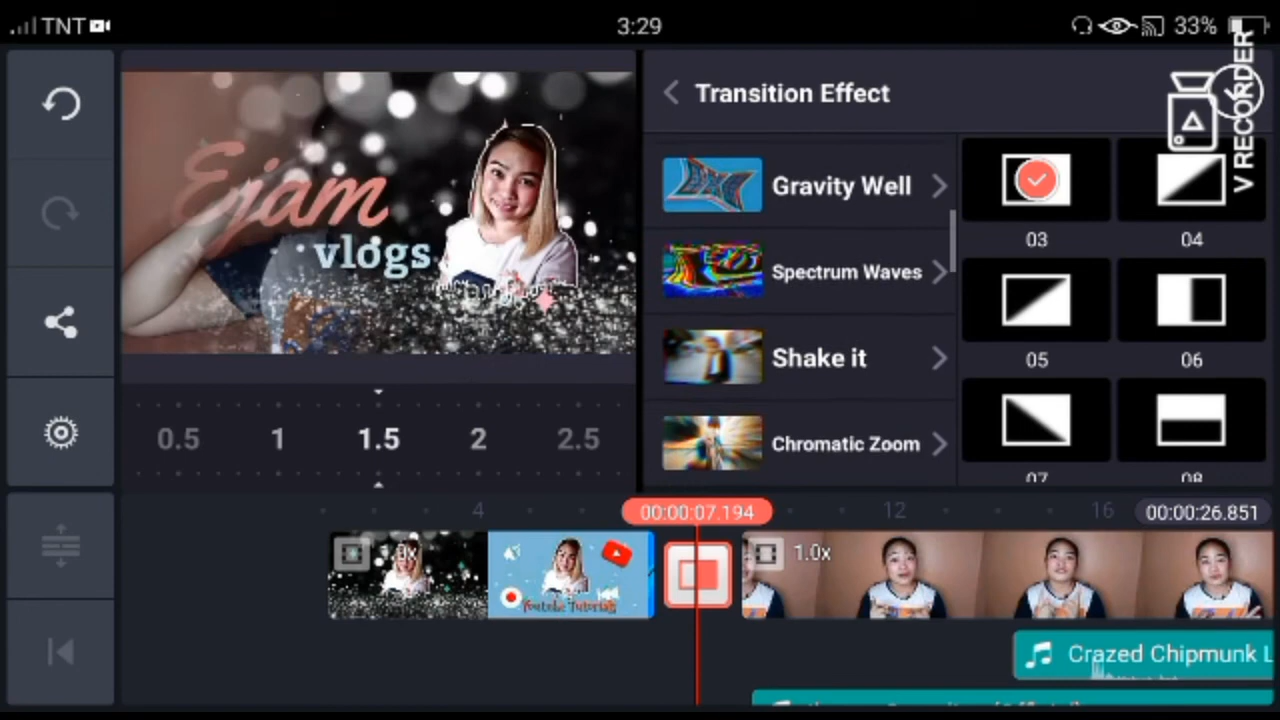 TNT
3:29
33%
V RECORDER
Transition Effect
Ejam
vlogs
Gravity Well
Spectrum Waves
Shake it
Chromatic Zoom
03
04
05
06
07
08
0.5 1 1.5 2 2.5
4
00:00:07.194
12
16
00:00:26.851
1.0x
Youtube Tutorials
Crazed Chipmunk L